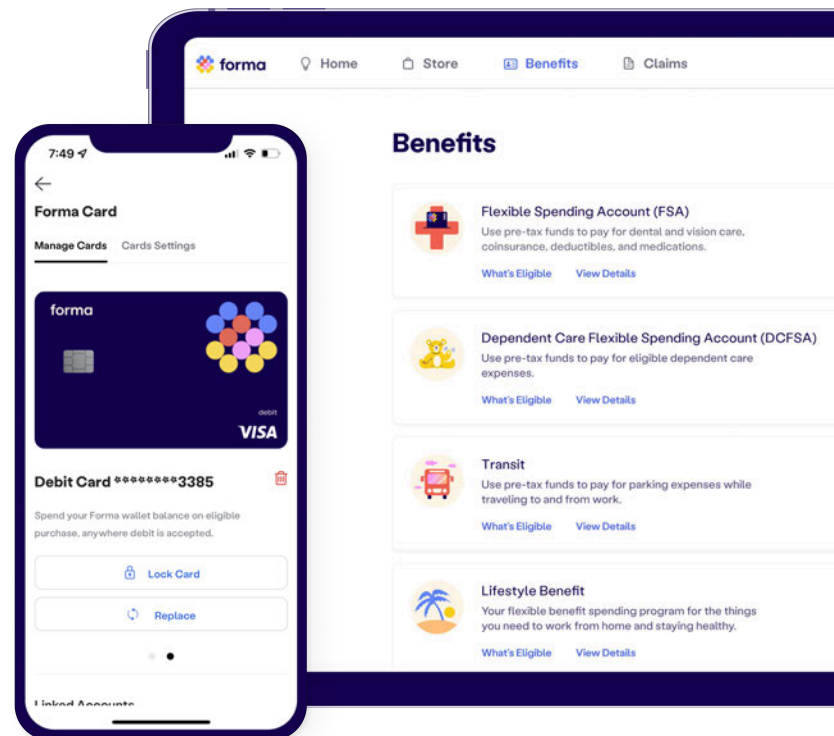 forma
Home
Store
Benefits
Claims
Benefits
Flexible Spending Account (FSA)
Use pre-tax funds to pay for dental and vision care,
coinsurance, deductibles, and medications.
What's Eligible View Details
Dependent Care Flexible Spending Account (DCFSA)
Use pre-tax funds to pay for eligible dependent care
expenses.
What's Eligible View Details
Transit
Use pre-tax funds to pay for parking expenses while
traveling to and from work.
What's Eligible View Details
Lifestyle Benefit
Your flexible benefit spending program for the things
you need to work from home and staying healthy.
What's Eligible View Details
7:49
Forma Card
Manage Cards Cards Settings
forma
debit
VISA
Debit Card ********3385
Spend your Forma wallet balance on eligible
purchase, anywhere debit is accepted.
Lock Card
Replace
Linked Accounts